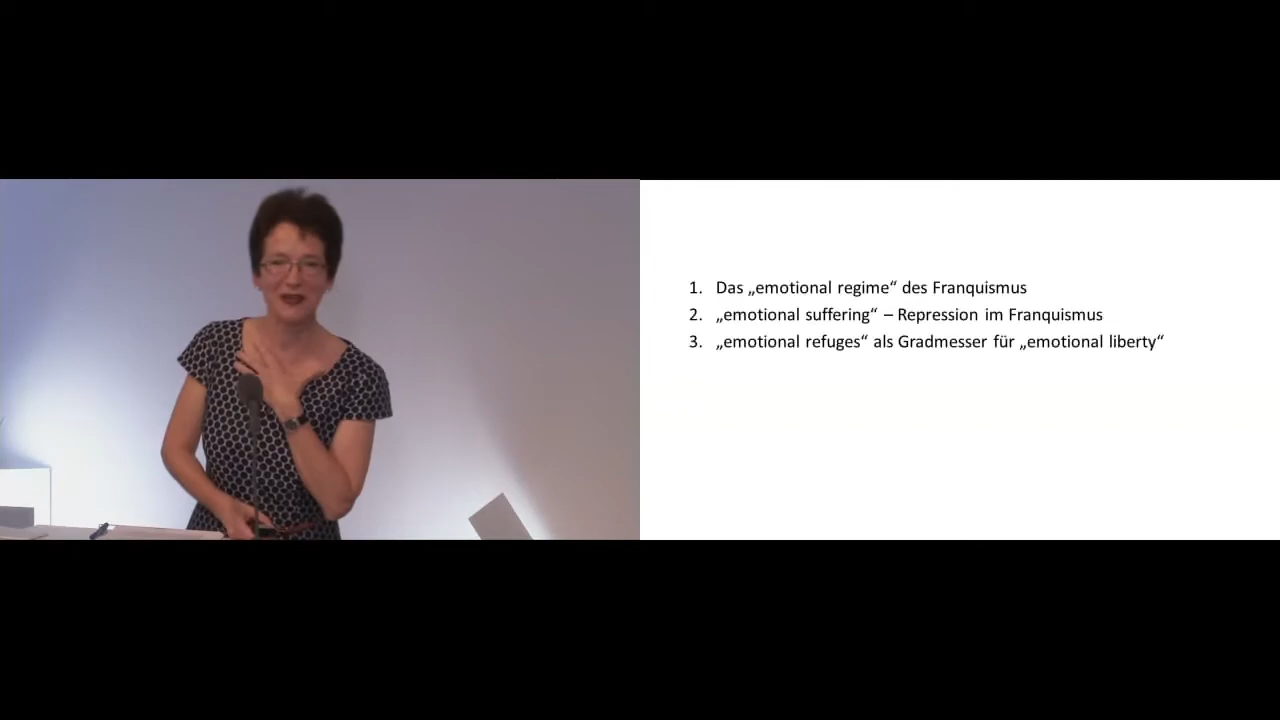 1. Das „emotional regime“ des Franquismus
2. „emotional suffering“ – Repression im Franquismus
3. „emotional refuges“ als Gradmesser für „emotional liberty“